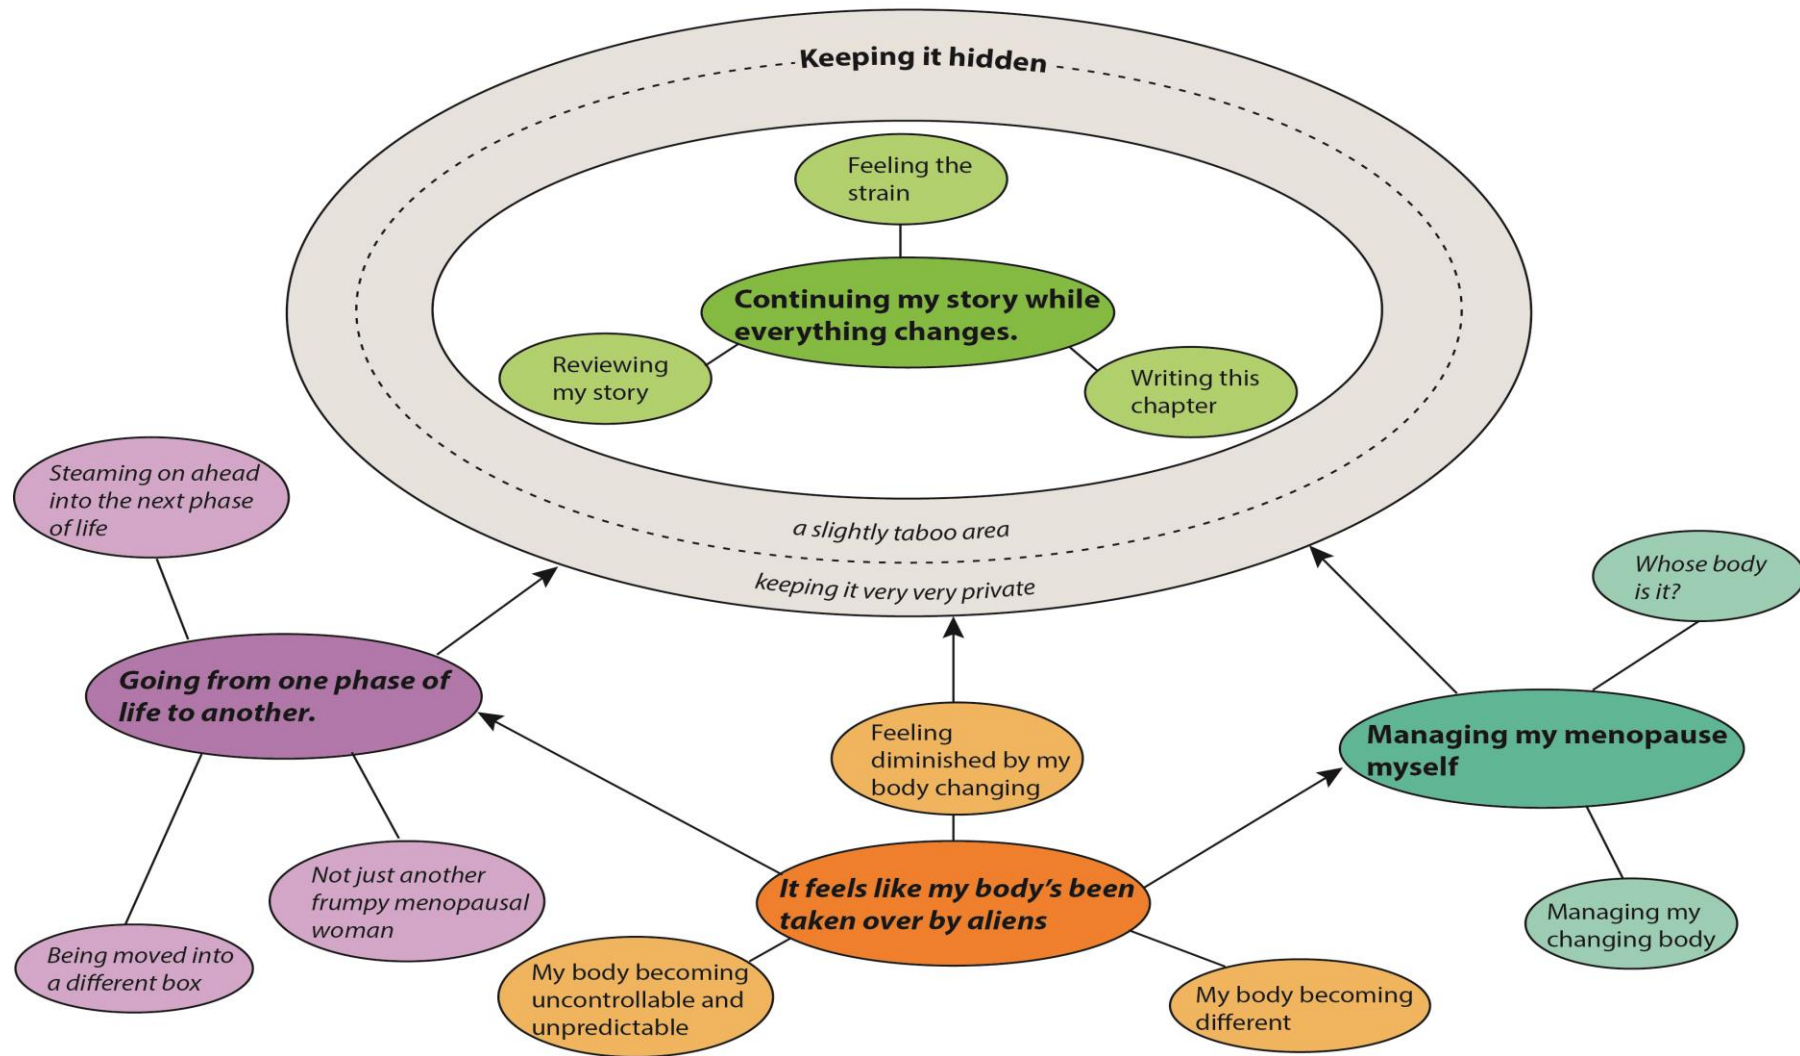 Keeping it hidden
Feeling the
strain
Continuing my story while
everything changes.
Reviewing
my story
Writing this
chapter
a slightly taboo area
keeping it very very private
Steaming on ahead
into the next phase
of life
Going from one phase of
life to another.
Being moved into
a different box
Not just another
frumpy menopausal
woman
Feeling
diminished by my
body changing
It feels like my body’s been
taken over by aliens
My body becoming
uncontrollable and
unpredictable
My body becoming
different
Whose body
is it?
Managing my menopause
myself
Managing my
changing body